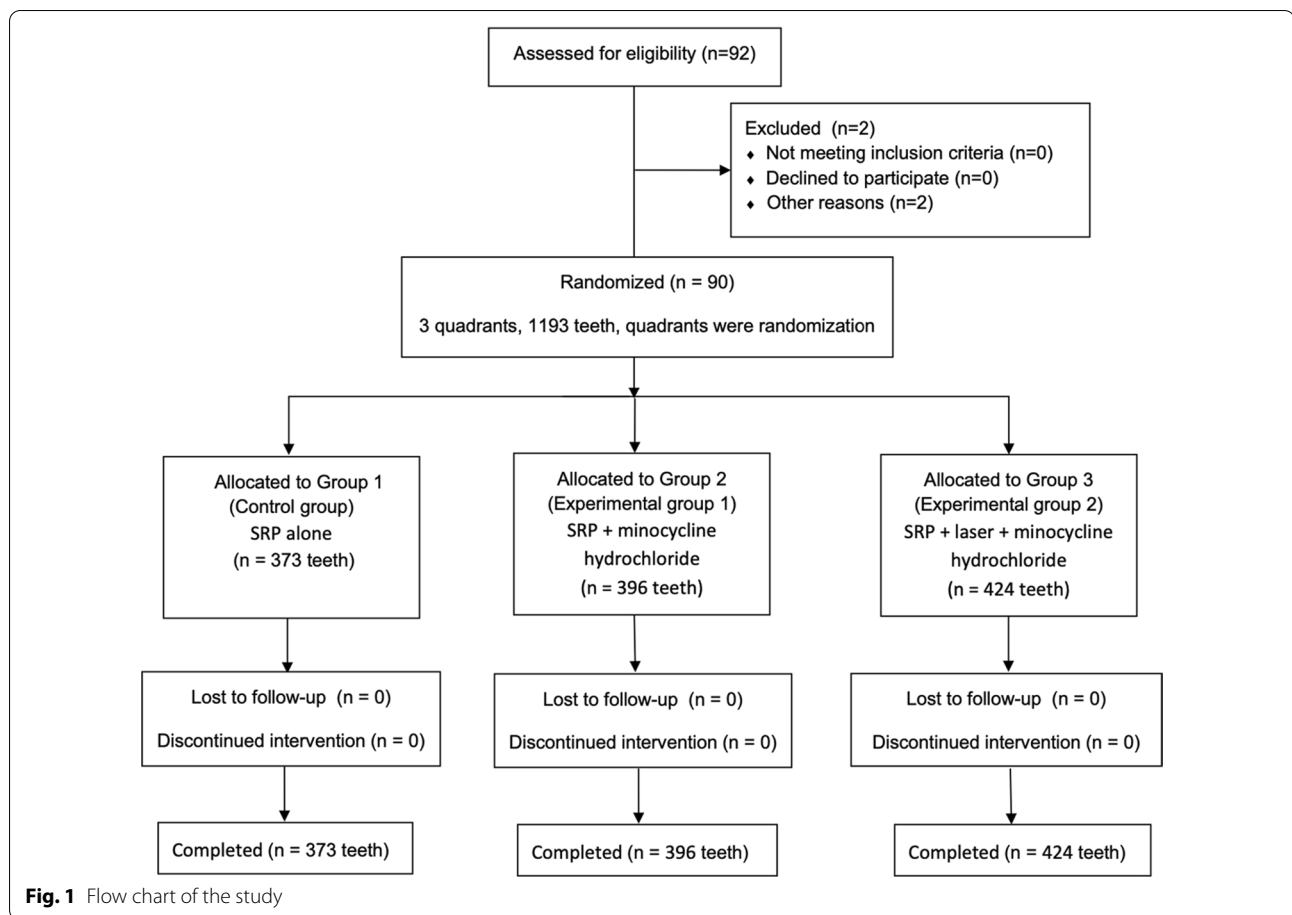 Assessed for eligibility (n=92)
Excluded (n=2)
♦ Not meeting inclusion criteria (n=0)
♦ Declined to participate (n=0)
♦ Other reasons (n=2)
Randomized (n = 90)
3 quadrants, 1193 teeth, quadrants were randomization
Allocated to Group 1
(Control group)
SRP alone
(n = 373 teeth)
Allocated to Group 2
(Experimental group 1)
SRP + minocycline
hydrochloride
(n = 396 teeth)
Allocated to Group 3
(Experimental group 2)
SRP + laser + minocycline
hydrochloride
(n = 424 teeth)
Lost to follow-up (n = 0)
Discontinued intervention (n = 0)
Lost to follow-up (n = 0)
Discontinued intervention (n = 0)
Lost to follow-up (n = 0)
Discontinued intervention (n = 0)
Completed (n = 373 teeth)
Completed (n = 396 teeth)
Completed (n = 424 teeth)
Fig. 1 Flow chart of the study